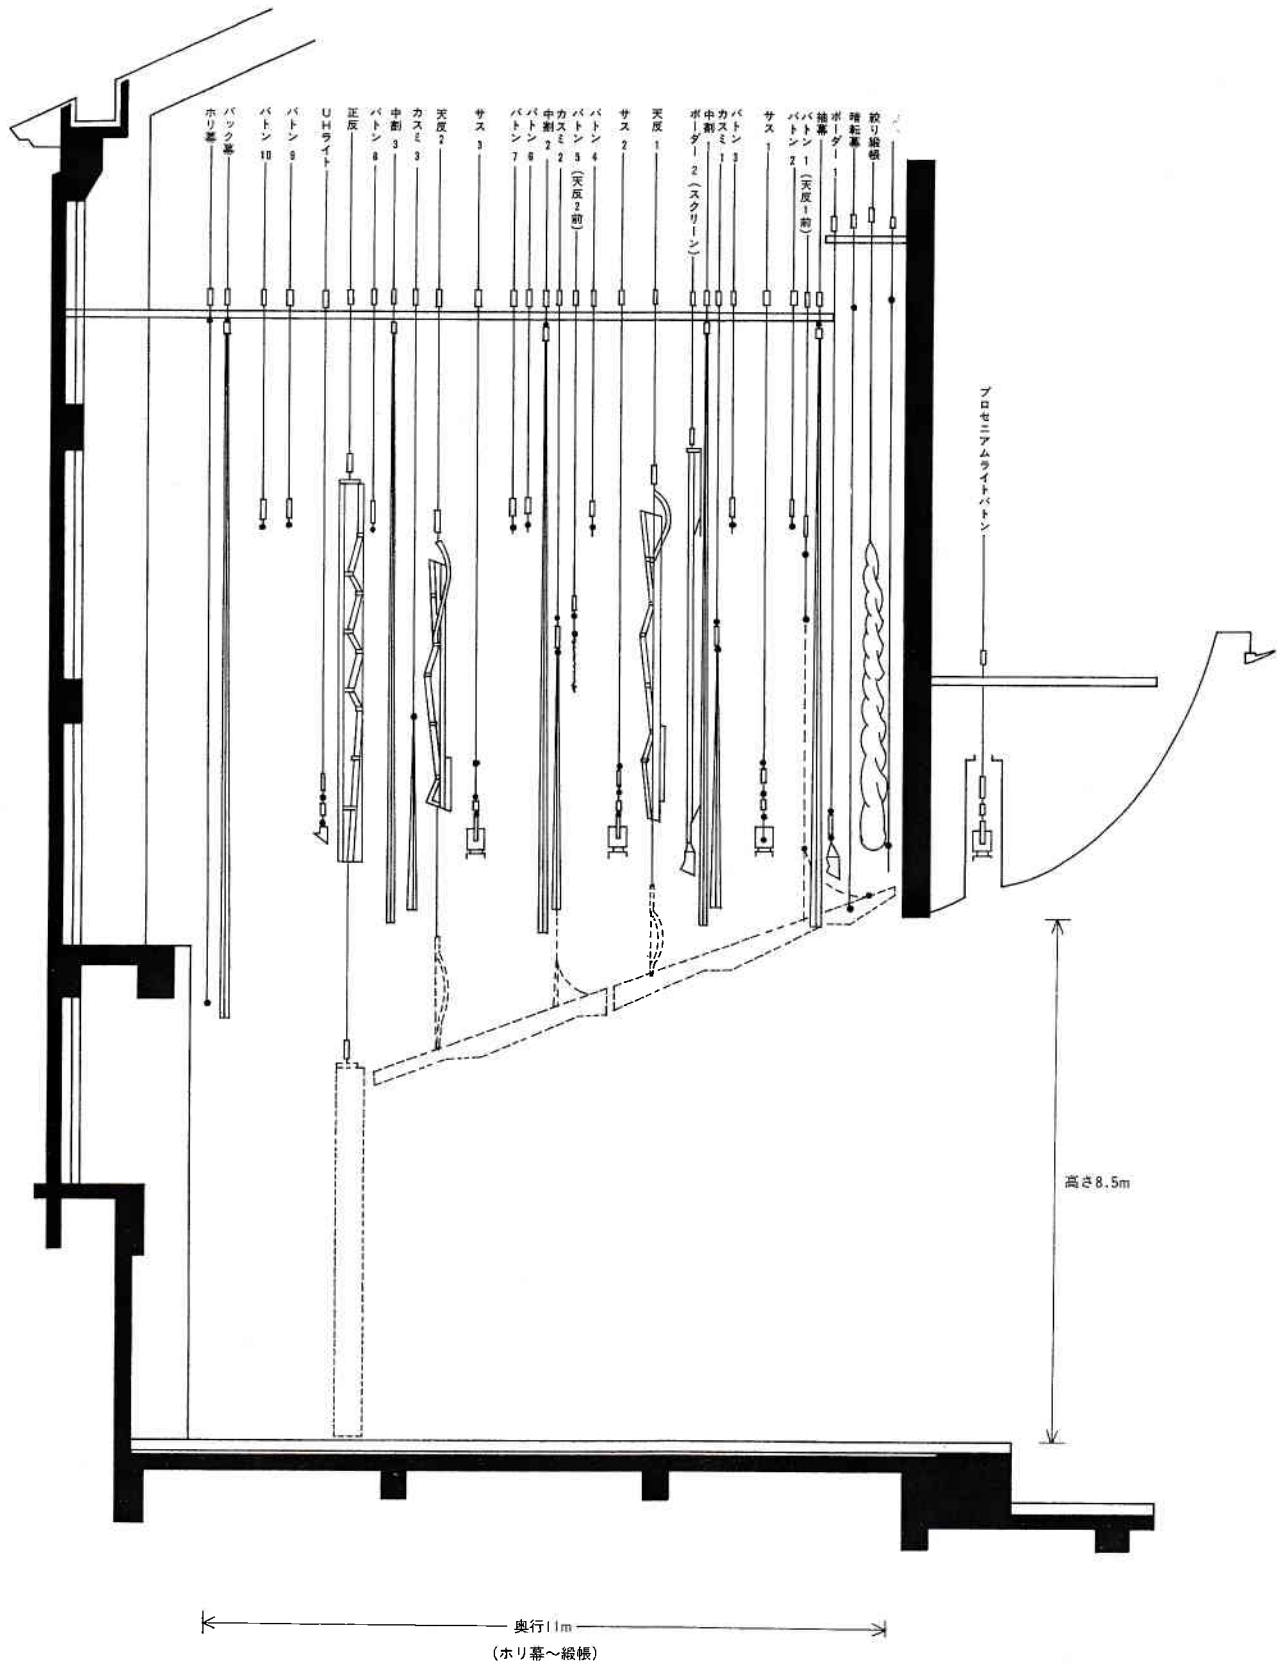 ホリ幕
バック幕
バトン10
バトン9
UHライト
正反
バトン8
中割3
カスミ3
天反2
サス3
バトン7
バトン6
中割2
カスミ2
バトン5(天反2前)
バトン4
サス2
天反1
ボーダー2(スクリーン)
中割1
カスミ1
バトン3
サス1
バトン2
バトン1(天反1前)
ボーダー1
暗転幕
絞り緞帳
プロセニアムライトバトン
高さ8.5m
奥行11m
(ホリ幕〜緞帳)